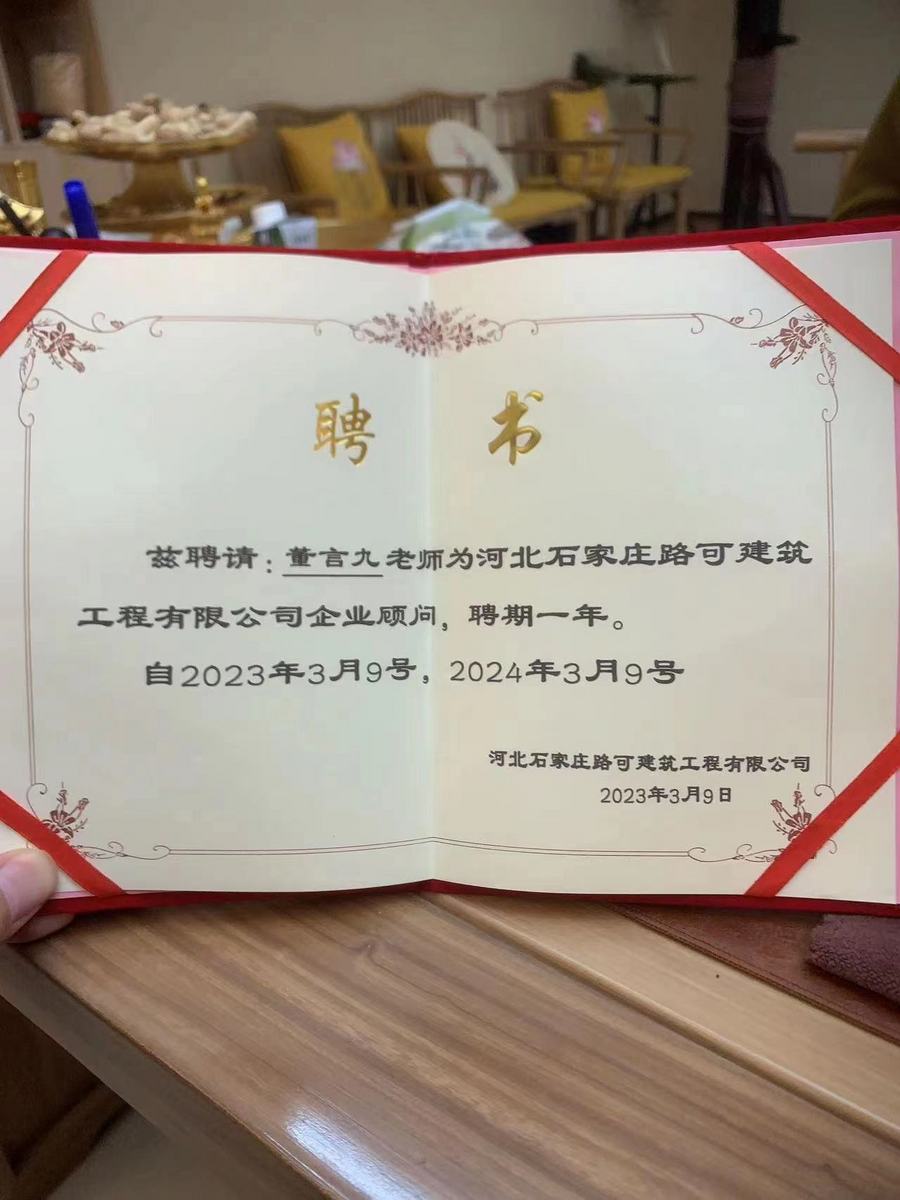 聘 书
兹聘请：董言九老师为河北石家庄路可建筑
工程有限公司企业顾问，聘期一年。
自2023年3月9号，2024年3月9号
河北石家庄路可建筑工程有限公司
2023年3月9日